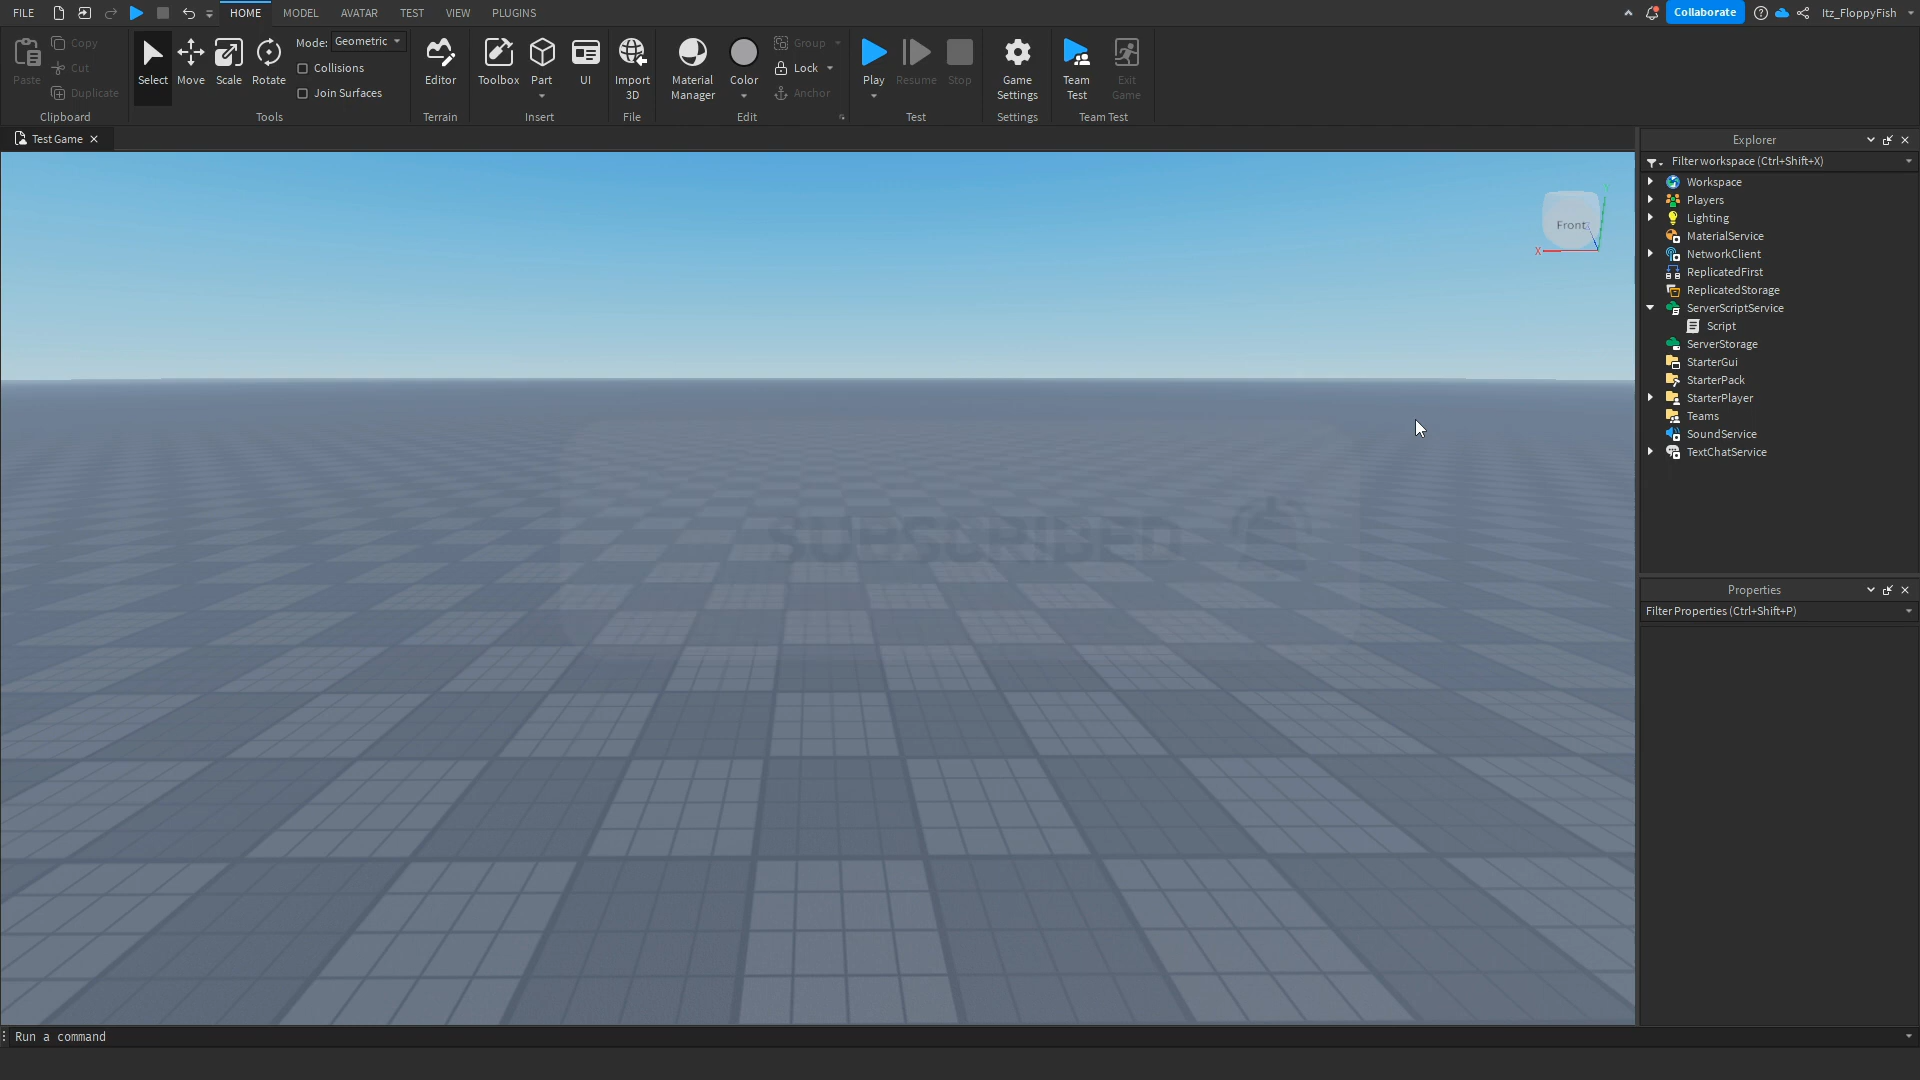 FILE HOME MODEL AVATAR TEST VIEW PLUGINS Collaborate Itz_FloppyFish
Paste Copy Cut Duplicate
Select Move Scale Rotate
Mode: Geometric
Collisions
Join Surfaces
Editor
Toolbox Part UI
Import 3D
Material Manager
Color
Group
Lock
Anchor
Play Resume Stop
Game Settings
Team Test
Exit Game
Clipboard Tools Terrain Insert File Edit Test Settings Team Test
Test Game
Front
X
SUBSCRIBED
Explorer
Filter workspace (Ctrl+Shift+X)
Workspace
Players
Lighting
MaterialService
NetworkClient
ReplicatedFirst
ReplicatedStorage
ServerScriptService
Script
ServerStorage
StarterGui
StarterPack
StarterPlayer
Teams
SoundService
TextChatService
Properties
Filter Properties (Ctrl+Shift+P)
Run a command